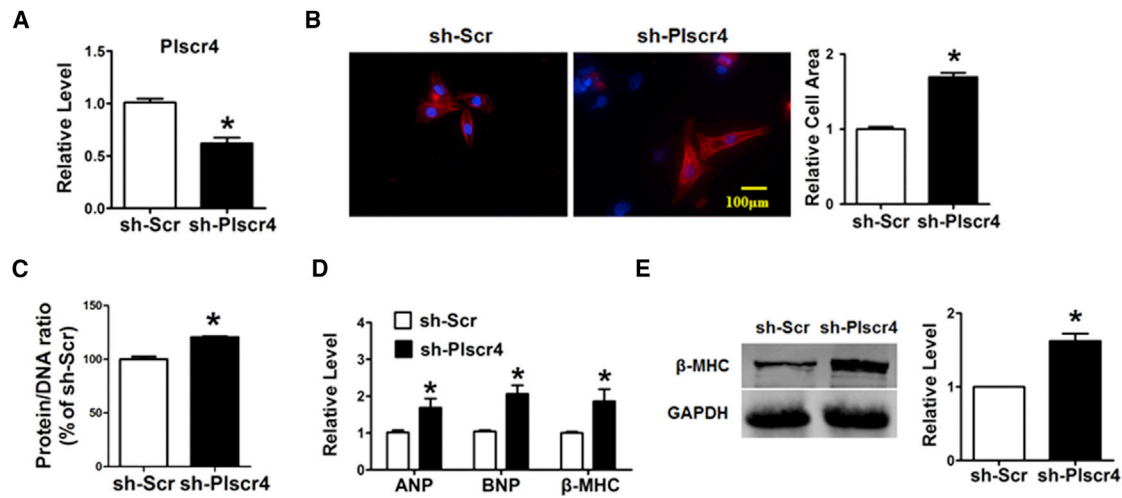 A
Plscr4
Relative Level
1.5
1.0
0.5
0.0
sh-Scr sh-Plscr4
*
B
sh-Scr sh-Plscr4
100μm
Relative Cell Area
2
1
0
sh-Scr sh-Plscr4
*
C
Protein/DNA ratio
(% of sh-Scr)
150
100
50
0
sh-Scr sh-Plscr4
*
D
sh-Scr
sh-Plscr4
Relative Level
4
3
2
1
0
* * *
ANP BNP β-MHC
E
sh-Scr sh-Plscr4
β-MHC
GAPDH
Relative Level
2
1
0
sh-Scr sh-Plscr4
*